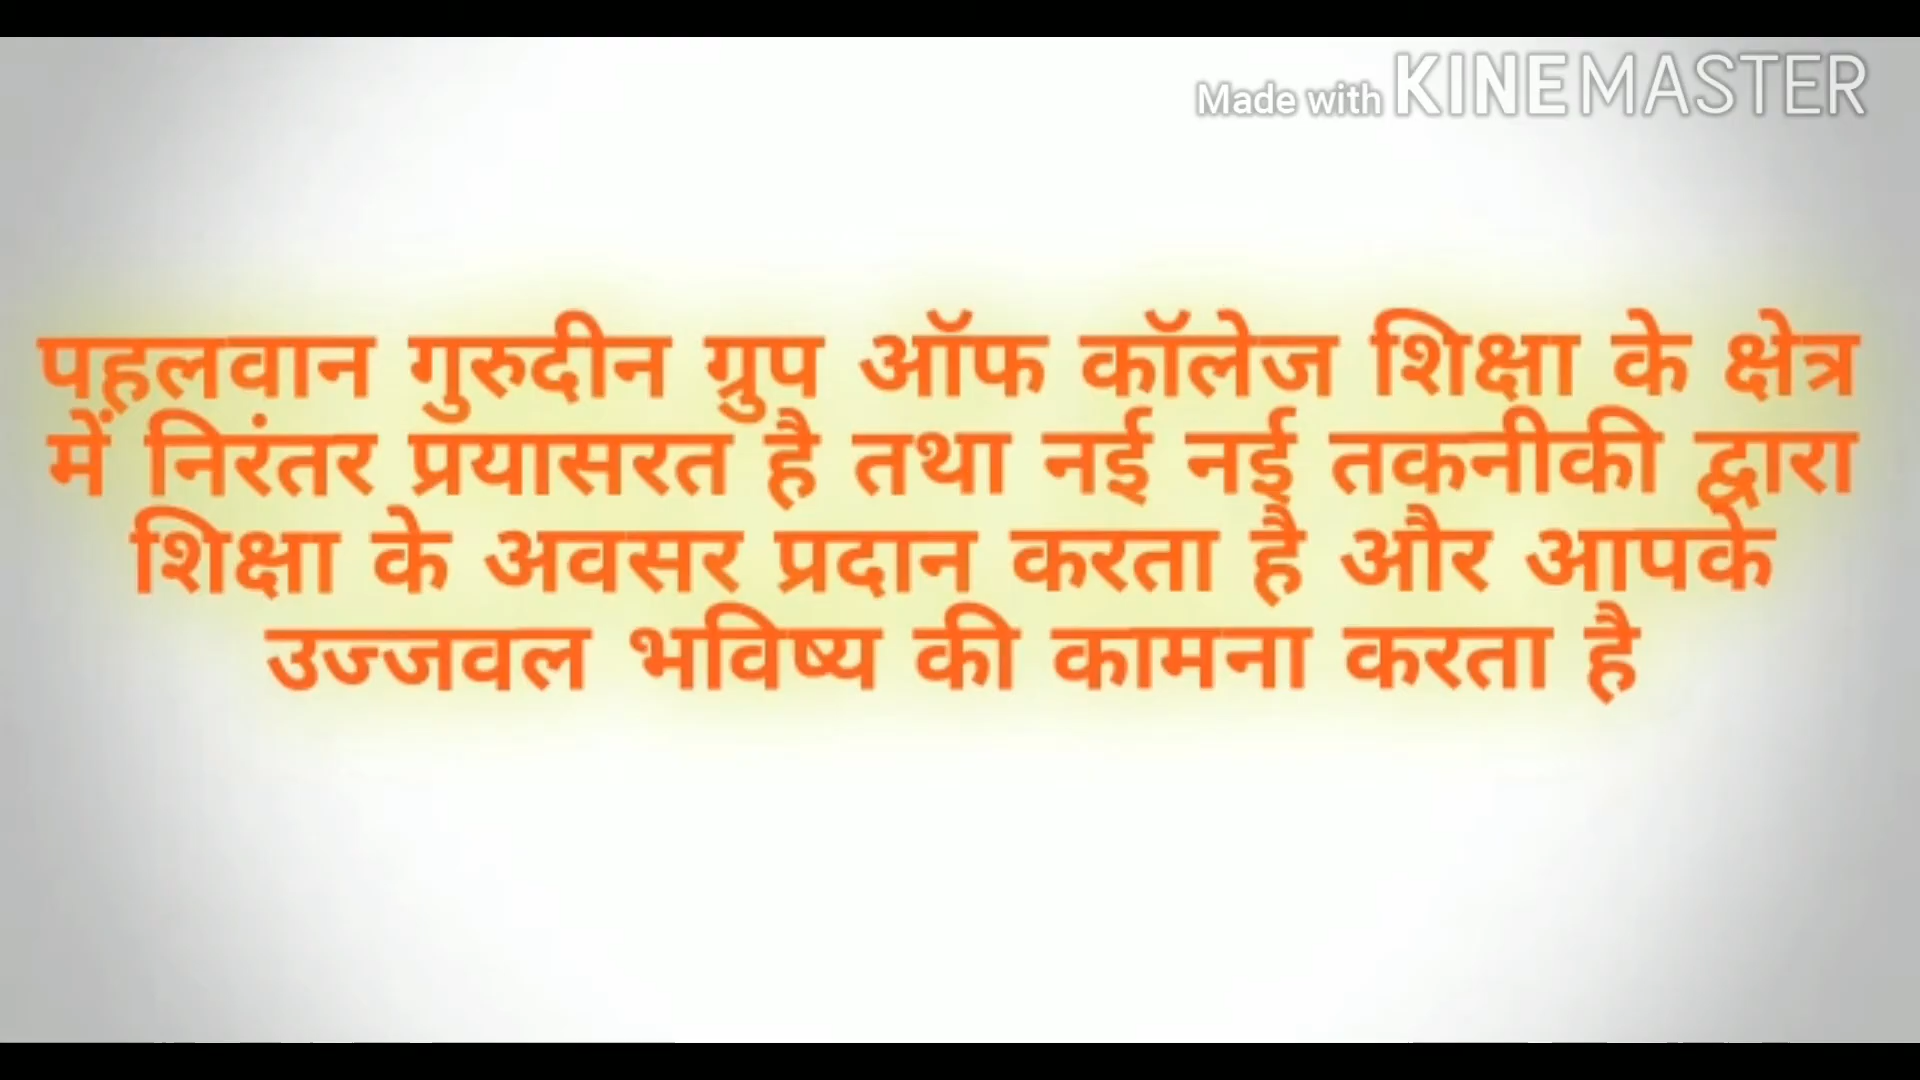 Made with KINEMASTER
पहलवान गुरुदीन ग्रुप ऑफ कॉलेज शिक्षा के क्षेत्र
में निरंतर प्रयासरत है तथा नई नई तकनीकी द्वारा
शिक्षा के अवसर प्रदान करता है और आपके
उज्जवल भविष्य की कामना करता है